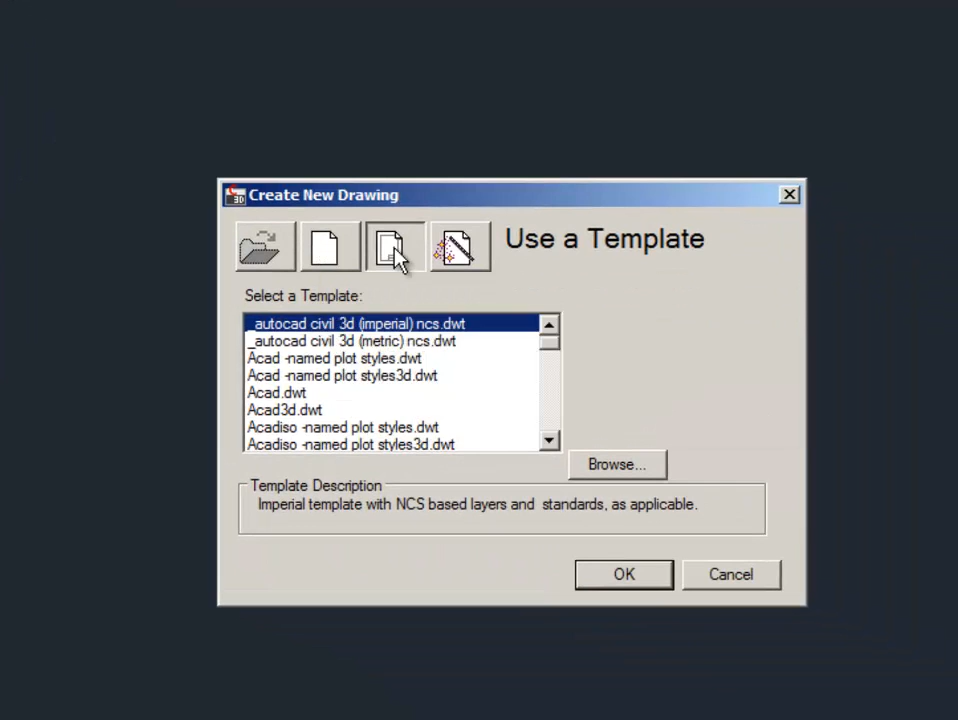 3D Create New Drawing
Use a Template
Select a Template:
_autocad civil 3d (imperial) ncs.dwt
_autocad civil 3d (metric) ncs.dwt
Acad -named plot styles.dwt
Acad -named plot styles3d.dwt
Acad.dwt
Acad3d.dwt
Acadiso -named plot styles.dwt
Acadiso -named plot styles3d.dwt
Browse...
Template Description
Imperial template with NCS based layers and standards, as applicable.
OK Cancel